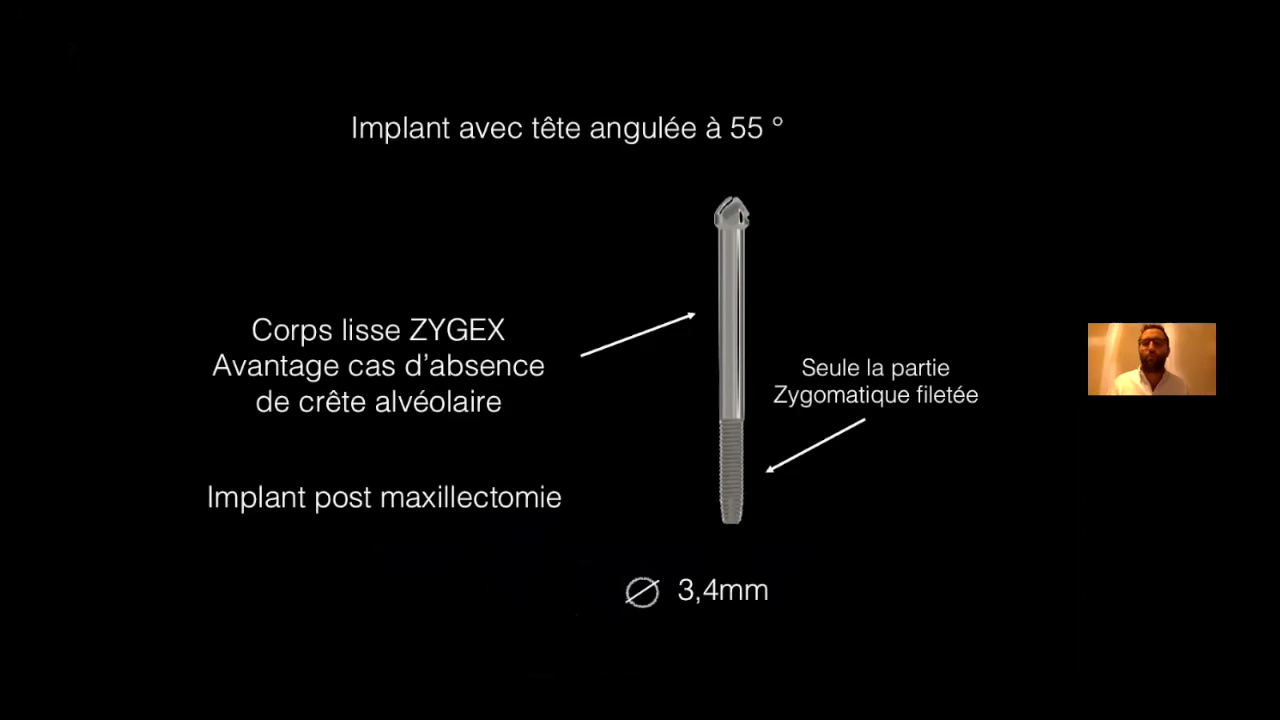 Implant avec tête angulée à 55 °
Corps lisse ZYGEX
Avantage cas d’absence
de crête alvéolaire
Seule la partie
Zygomatique filetée
Implant post maxillectomie
3,4mm